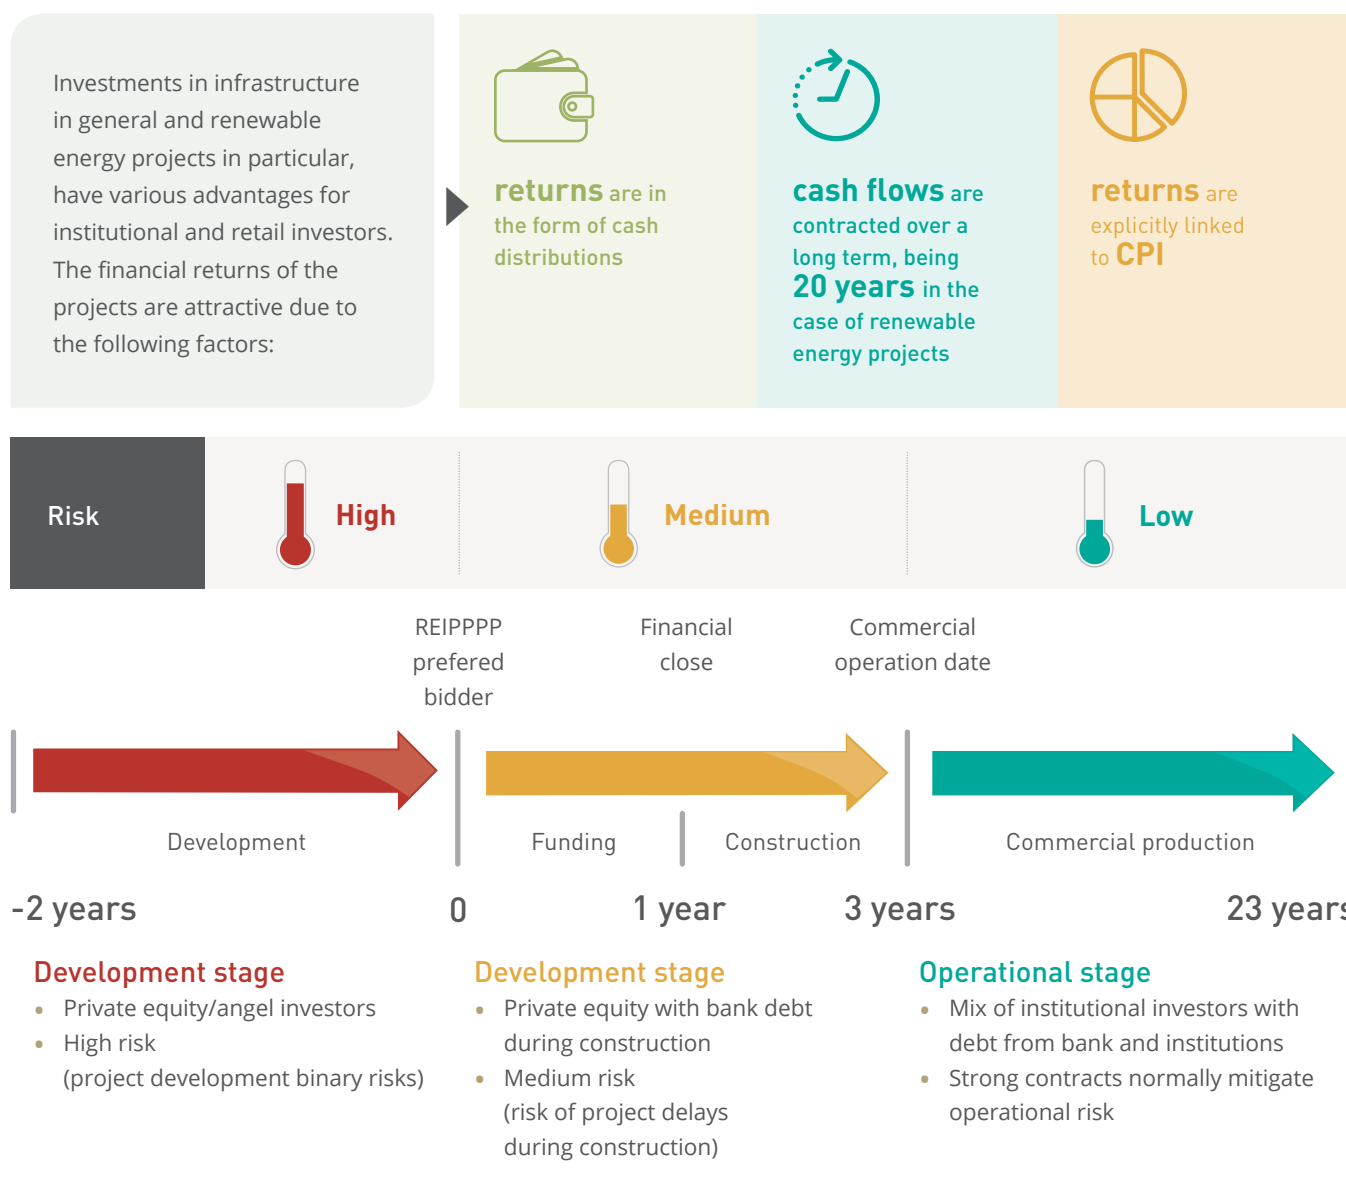 Investments in infrastructure
in general and renewable
energy projects in particular,
have various advantages for
institutional and retail investors.
The financial returns of the
projects are attractive due to
the following factors:
returns are in
the form of cash
distributions
cash flows are
contracted over a
long term, being
20 years in the
case of renewable
energy projects
returns are
explicitly linked
to CPI
Risk
High
Medium
Low
REIPPPP
prefered
bidder
Financial
close
Commercial
operation date
Development
Funding
Construction
Commercial production
-2 years
0
1 year
3 years
23 years
Development stage
• Private equity/angel investors
• High risk
(project development binary risks)
Development stage
• Private equity with bank debt
during construction
• Medium risk
(risk of project delays
during construction)
Operational stage
• Mix of institutional investors with
debt from bank and institutions
• Strong contracts normally mitigate
operational risk